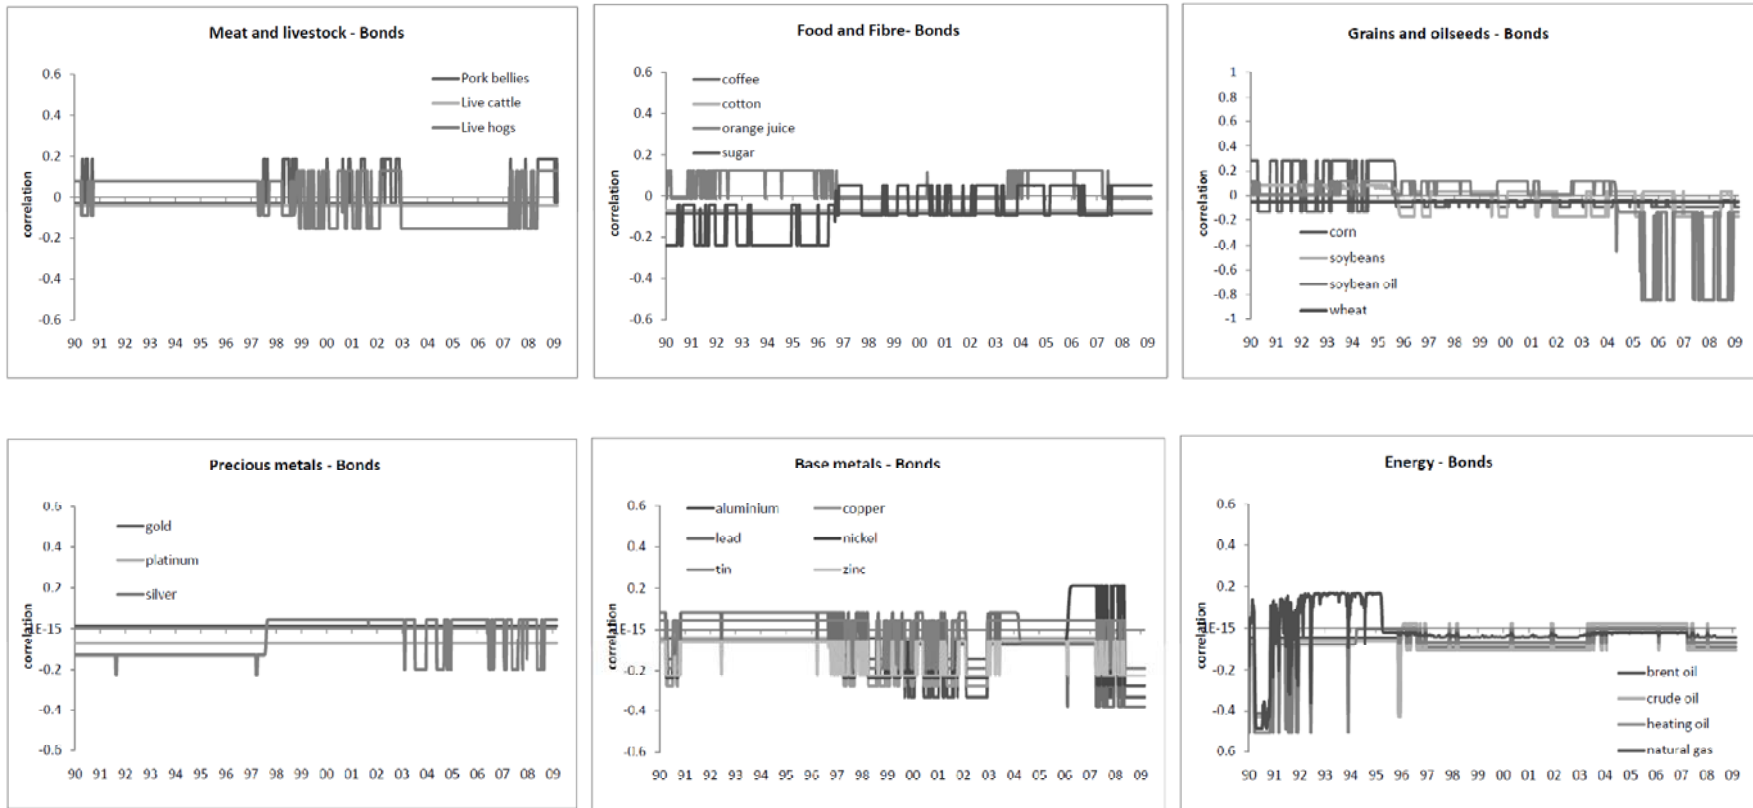 Meat and livestock - Bonds
Pork bellies
Live cattle
Live hogs
correlation
0.6
0.4
0.2
0
-0.2
-0.4
-0.6
90 91 92 93 94 95 96 97 98 99 00 01 02 03 04 05 06 07 08 09
Food and Fibre- Bonds
coffee
cotton
orange juice
sugar
correlation
0.6
0.4
0.2
0
-0.2
-0.4
-0.6
90 91 92 93 94 95 96 97 98 99 00 01 02 03 04 05 06 07 08 09
Grains and oilseeds - Bonds
corn
soybeans
soybean oil
wheat
correlation
1
0.8
0.6
0.4
0.2
0
-0.2
-0.4
-0.6
-0.8
-1
90 91 92 93 94 95 96 97 98 99 00 01 02 03 04 05 06 07 08 09
Precious metals - Bonds
gold
platinum
silver
correlation
0.6
0.4
0.2
1E-15
-0.2
-0.4
-0.6
90 91 92 93 94 95 96 97 98 99 00 01 02 03 04 05 06 07 08 09
Base metals - Bonds
aluminium
copper
lead
nickel
tin
zinc
correlation
0.6
0.4
0.2
1E-15
-0.2
-0.4
-0.6
90 91 92 93 94 95 96 97 98 99 00 01 02 03 04 05 06 07 08 09
Energy - Bonds
brent oil
crude oil
heating oil
natural gas
correlation
0.6
0.4
0.2
1E-15
-0.2
-0.4
0.6
90 91 92 93 94 95 96 97 98 99 00 01 02 03 04 05 06 07 08 09